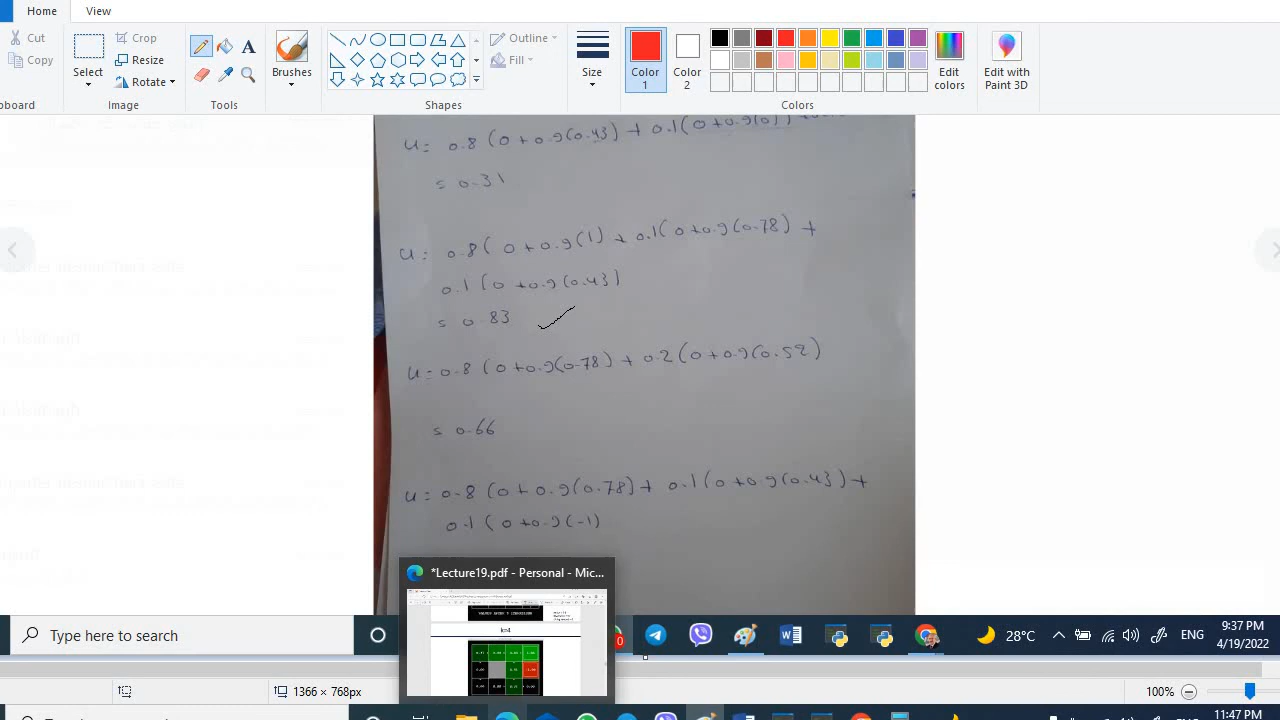 Home View
Cut
Copy
Select
Rotate
Brushes
Outline
Fill
Size
Color 1
Color 2
Edit colors
Edit with Paint 3D
Image
Tools
Shapes
Colors
u= 0.8 (0+0.9(0.43) + 0.1(0+0.9(0))
= 0.31
u= 0.8( 0+0.9(1) + 0.1(0+0.9(0.78) +
0.1 (0 +0.9(0.43)
= 0.83
u= 0.8 (0+0.9(0.78) + 0.2(0+0.9(0.52)
= 0.66
u= 0.8 (0+0.9(0.78)+ 0.1(0+0.9(0.43) +
0.1 (0+0.9(-1)
*Lecture19.pdf - Personal - Mic...
k=4
Type here to search
28°C
ENG
9:37 PM
4/19/2022
1366 × 768px
100%
11:47 PM